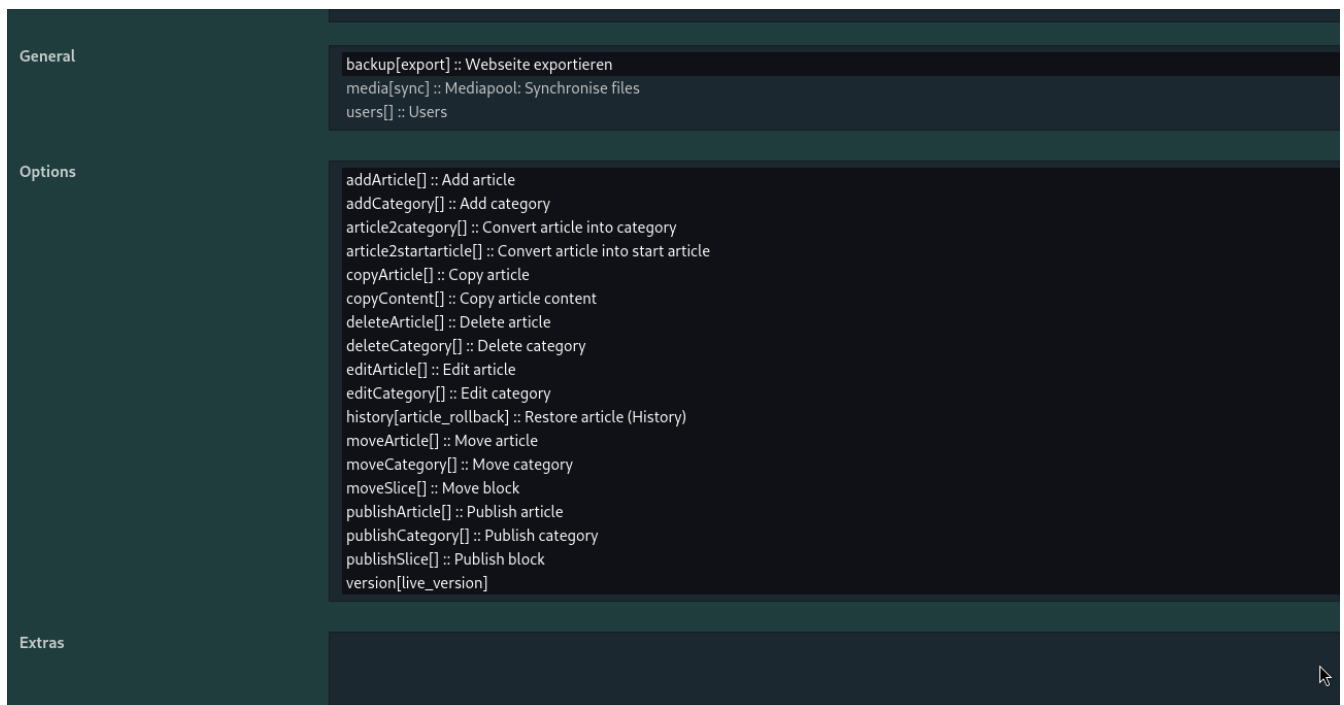 General
backup[export] :: Webseite exportieren
media[sync] :: Mediapool: Synchronise files
users[] :: Users
Options
addArticle[] :: Add article
addCategory[] :: Add category
article2category[] :: Convert article into category
article2startarticle[] :: Convert article into start article
copyArticle[] :: Copy article
copyContent[] :: Copy article content
deleteArticle[] :: Delete article
deleteCategory[] :: Delete category
editArticle[] :: Edit article
editCategory[] :: Edit category
history[article_rollback] :: Restore article (History)
moveArticle[] :: Move article
moveCategory[] :: Move category
moveSlice[] :: Move block
publishArticle[] :: Publish article
publishCategory[] :: Publish category
publishSlice[] :: Publish block
version[live_version]
Extras